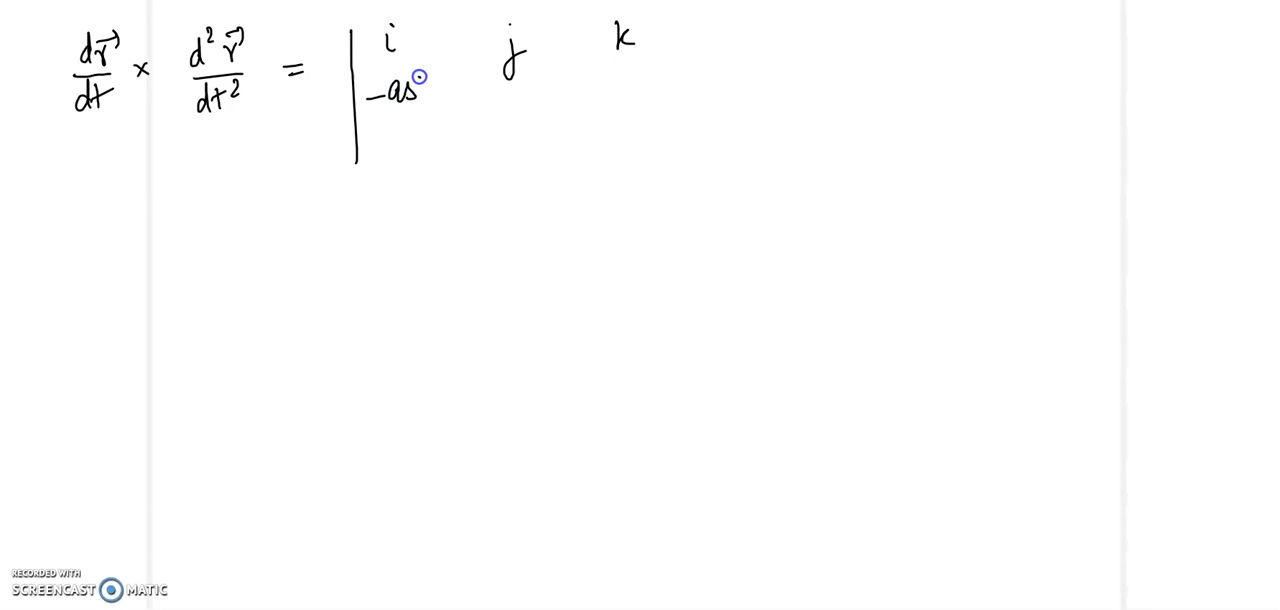 dr⃗/dt × d²r⃗/dt² = | i j k
-as
RECORDED WITH
SCREENCAST MATIC